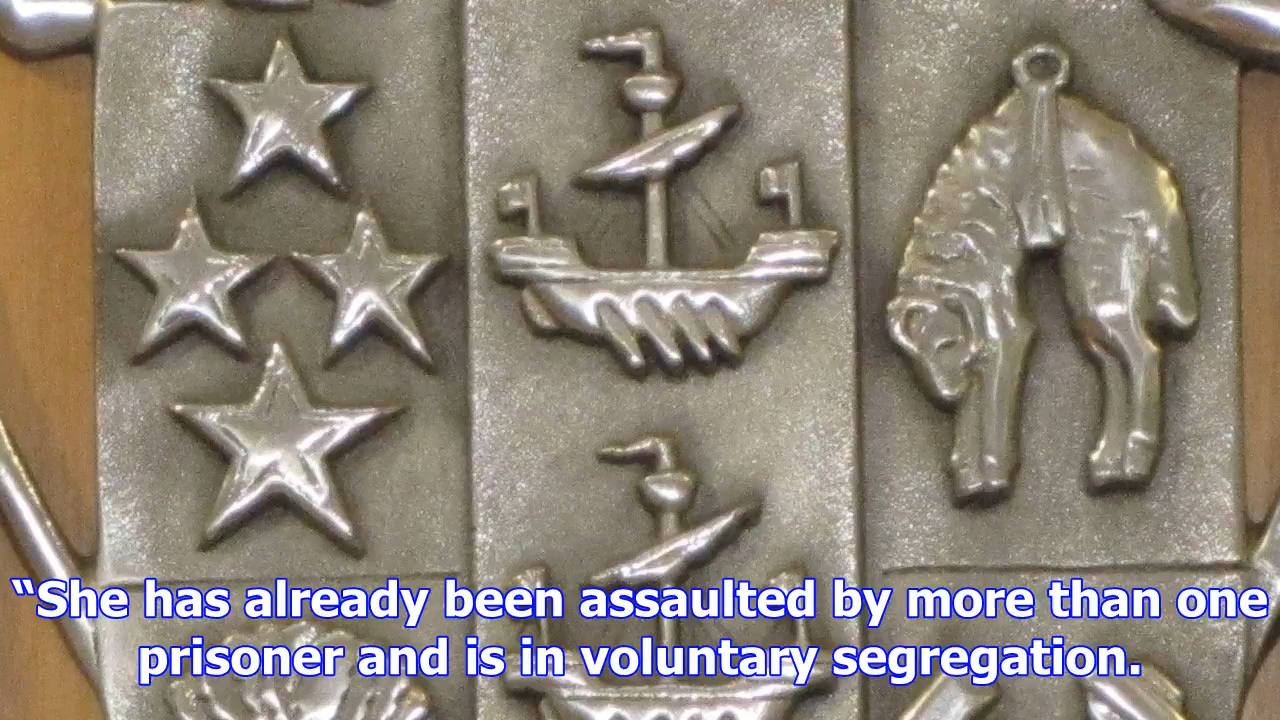 “She has already been assaulted by more than one
prisoner and is in voluntary segregation.